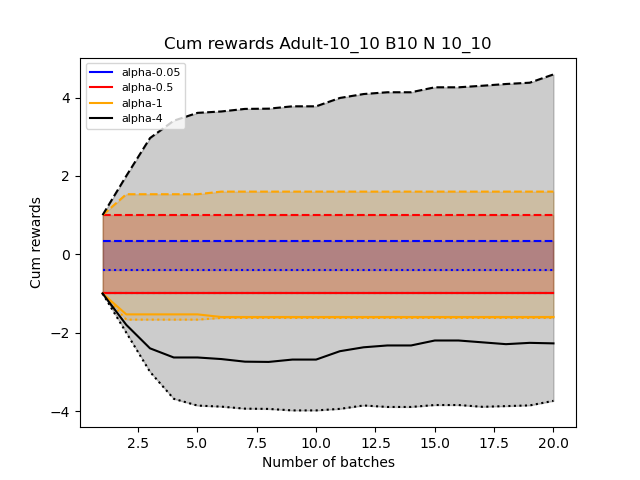 Cum rewards Adult-10_10 B10 N 10_10
alpha-0.05
alpha-0.5
alpha-1
alpha-4
4
2
0
−2
−4
Cum rewards
2.5 5.0 7.5 10.0 12.5 15.0 17.5 20.0
Number of batches